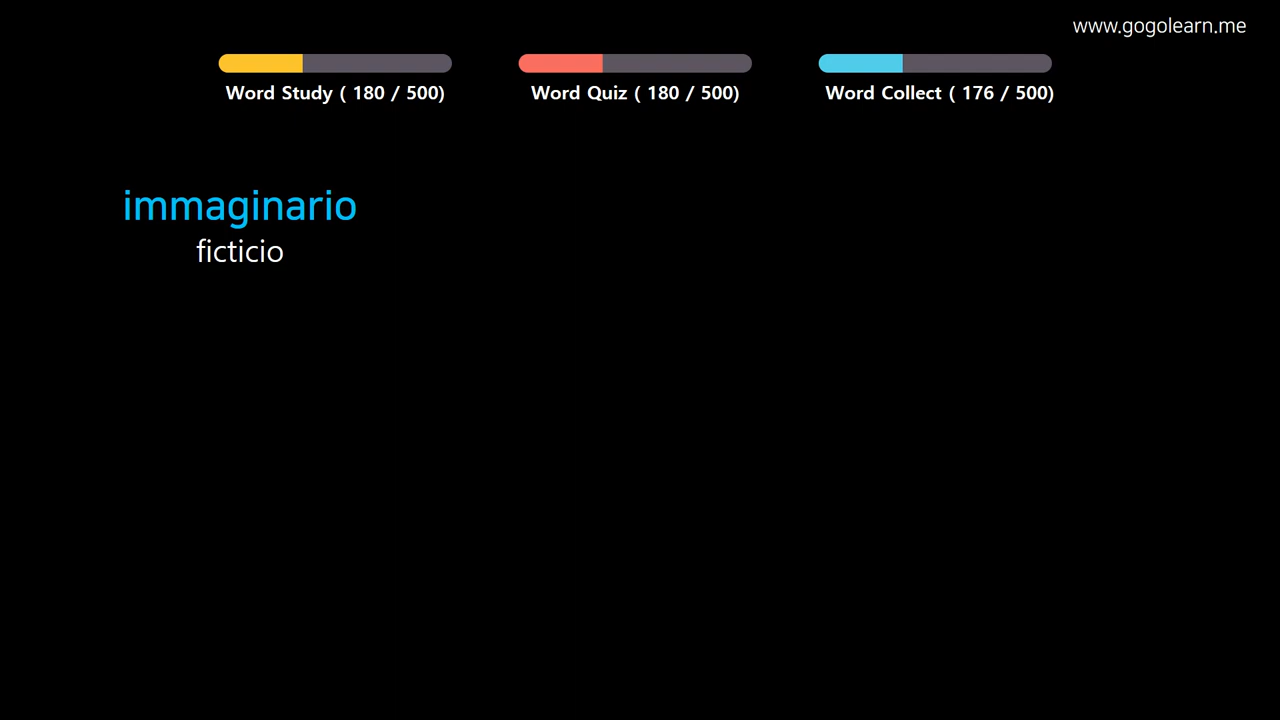 www.gogolearn.me
Word Study ( 180 / 500)
Word Quiz ( 180 / 500)
Word Collect ( 176 / 500)
immaginario
ficticio